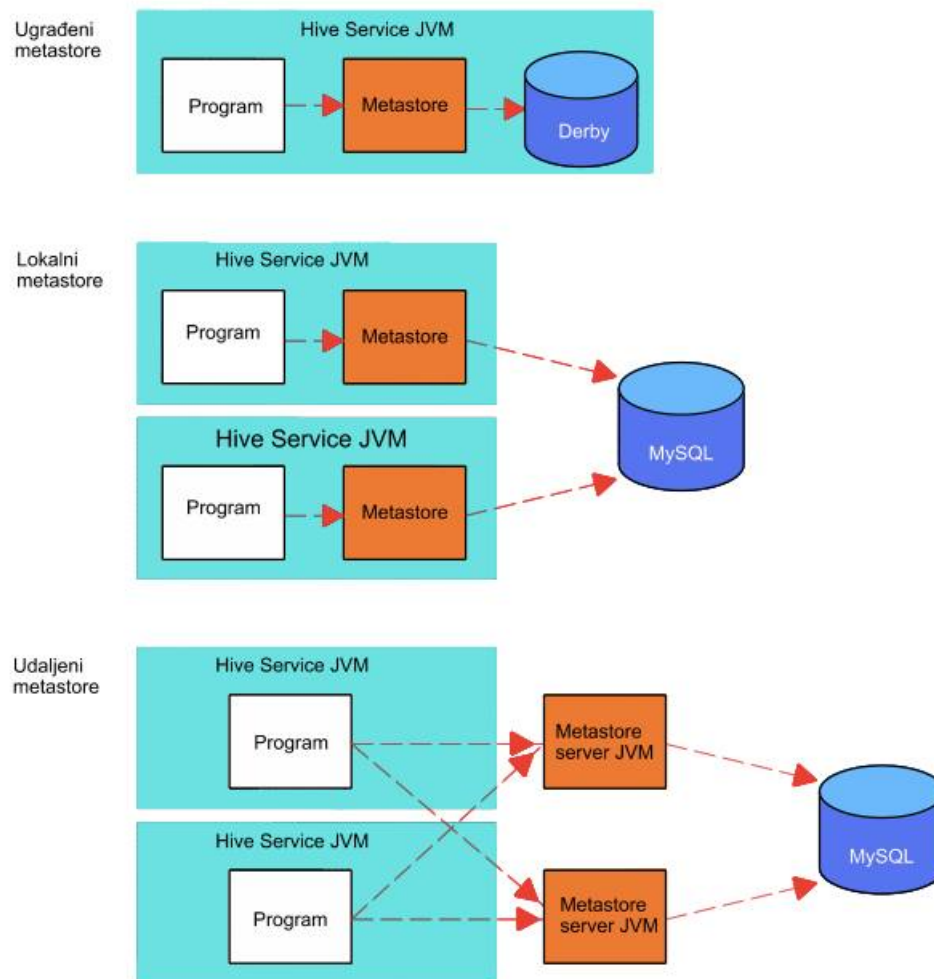 Ugrađeni
metastore
Hive Service JVM
Program
Metastore
Derby
Lokalni
metastore
Hive Service JVM
Program
Metastore
Hive Service JVM
Program
Metastore
MySQL
Udaljeni
metastore
Hive Service JVM
Program
Metastore
server JVM
Hive Service JVM
Program
Metastore
server JVM
MySQL